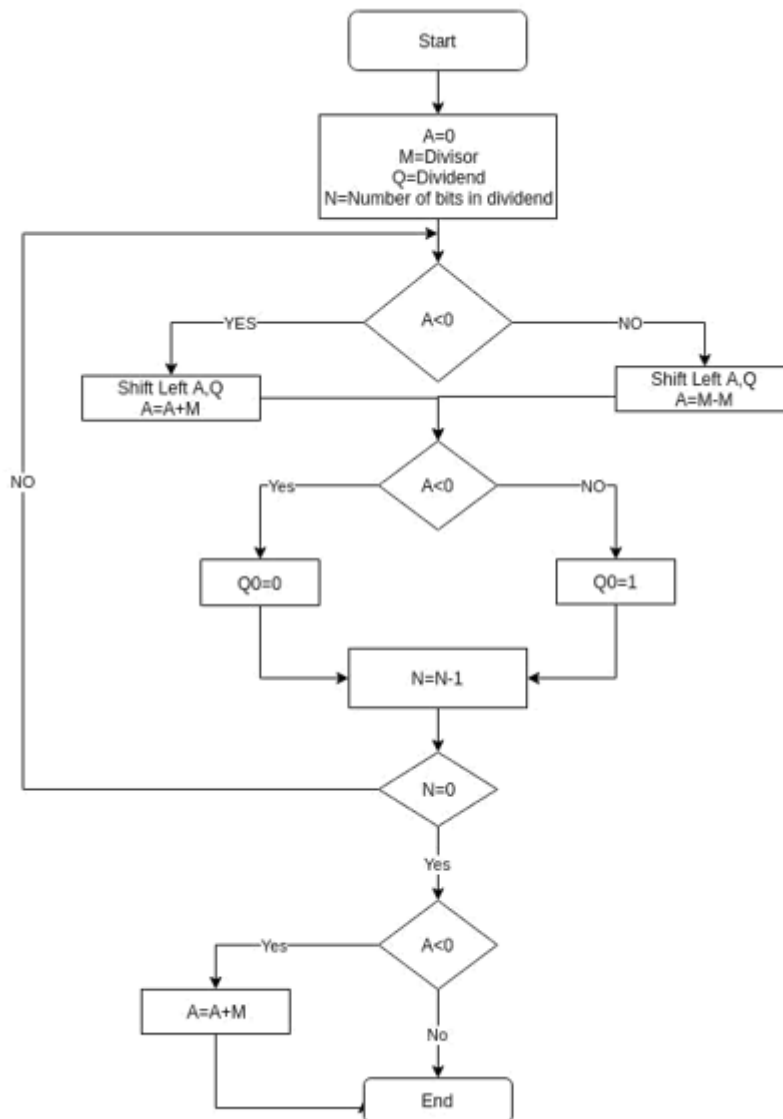 Start
A=0
M=Divisor
Q=Dividend
N=Number of bits in dividend
A<0
YES
NO
Shift Left A,Q
A=A+M
Shift Left A,Q
A=M-M
A<0
Yes
NO
NO
Q0=0
Q0=1
N=N-1
N=0
Yes
A<0
Yes
A=A+M
No
End